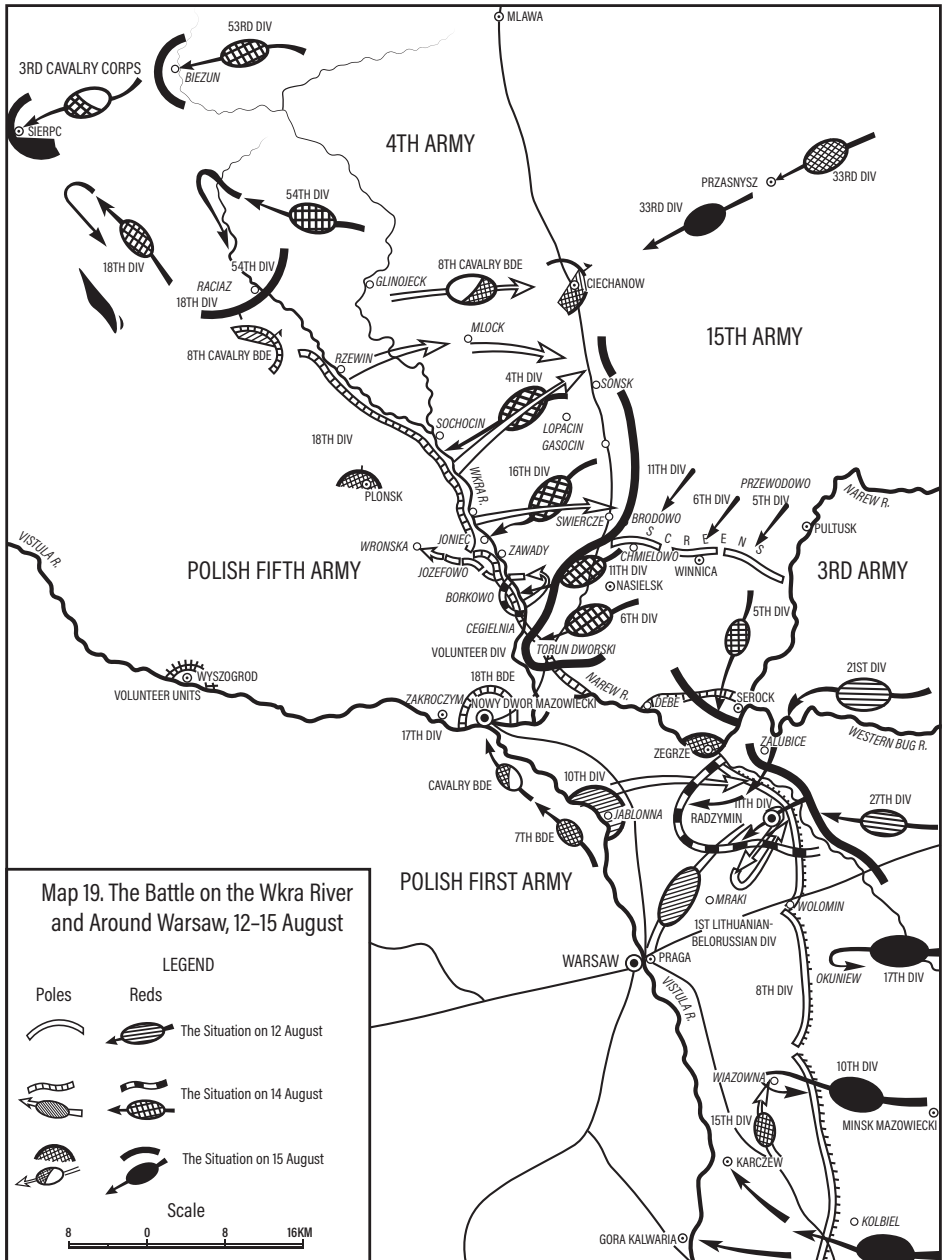 MLAWA
53RD DIV
3RD CAVALRY CORPS
BIEZUN
SIERPC
4TH ARMY
PRZASNYSZ
33RD DIV
33RD DIV
54TH DIV
18TH DIV
54TH DIV
RACIAZ
18TH DIV
GLINOJECK
8TH CAVALRY BDE
CIECHANOW
15TH ARMY
8TH CAVALRY BDE
MLOCK
RZEWIN
4TH DIV
SONSK
SOCHOCIN
LOPACIN
GASOCIN
18TH DIV
PLONSK
WKRA R.
16TH DIV
11TH DIV
PRZEWODOWO
6TH DIV
5TH DIV
NAREW R.
PULTUSK
SWIERCZE
BRODOWO
SCREENS
VISTULA R.
WRONSKA
JONIEC
ZAWADY
CHMIELOWO
WINNICA
POLISH FIFTH ARMY
JOZEFOWO
11TH DIV
NASIELSK
3RD ARMY
BORKOWO
CEGIELNIA
6TH DIV
5TH DIV
VOLUNTEER DIV
TORUN DWORSKI
WYSZOGROD
VOLUNTEER UNITS
18TH BDE
NAREW R.
21ST DIV
ZAKROCZYM
NOWY DWOR MAZOWIECKI
DEBE
SEROCK
17TH DIV
ZEGRZE
ZALUBICE
WESTERN BUG R.
CAVALRY BDE
10TH DIV
JABLONNA
11TH DIV
RADZYMIN
27TH DIV
7TH BDE
POLISH FIRST ARMY
MRAKI
WOLOMIN
1ST LITHUANIAN-
BELORUSSIAN DIV
WARSAW
PRAGA
VISTULA R.
8TH DIV
OKUNIEW
17TH DIV
WIAZOWNA
10TH DIV
15TH DIV
MINSK MAZOWIECKI
KARCZEW
KOLBIEL
GORA KALWARIA
Map 19. The Battle on the Wkra River
and Around Warsaw, 12–15 August
LEGEND
Poles Reds
The Situation on 12 August
The Situation on 14 August
The Situation on 15 August
Scale
8 0 8 16KM